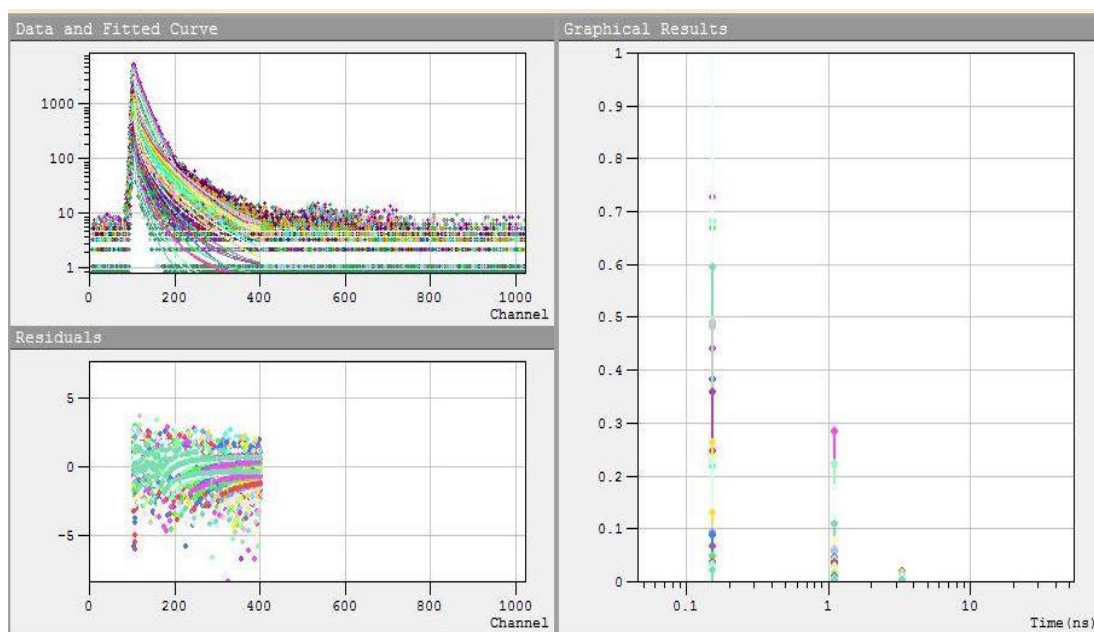 Data and Fitted Curve
1000
100
10
1
0 200 400 600 800 1000
Channel
Residuals
5
0
-5
0 200 400 600 800 1000
Channel
Graphical Results
1
0.9
0.8
0.7
0.6
0.5
0.4
0.3
0.2
0.1
0
0.1 1 10
Time(ns)